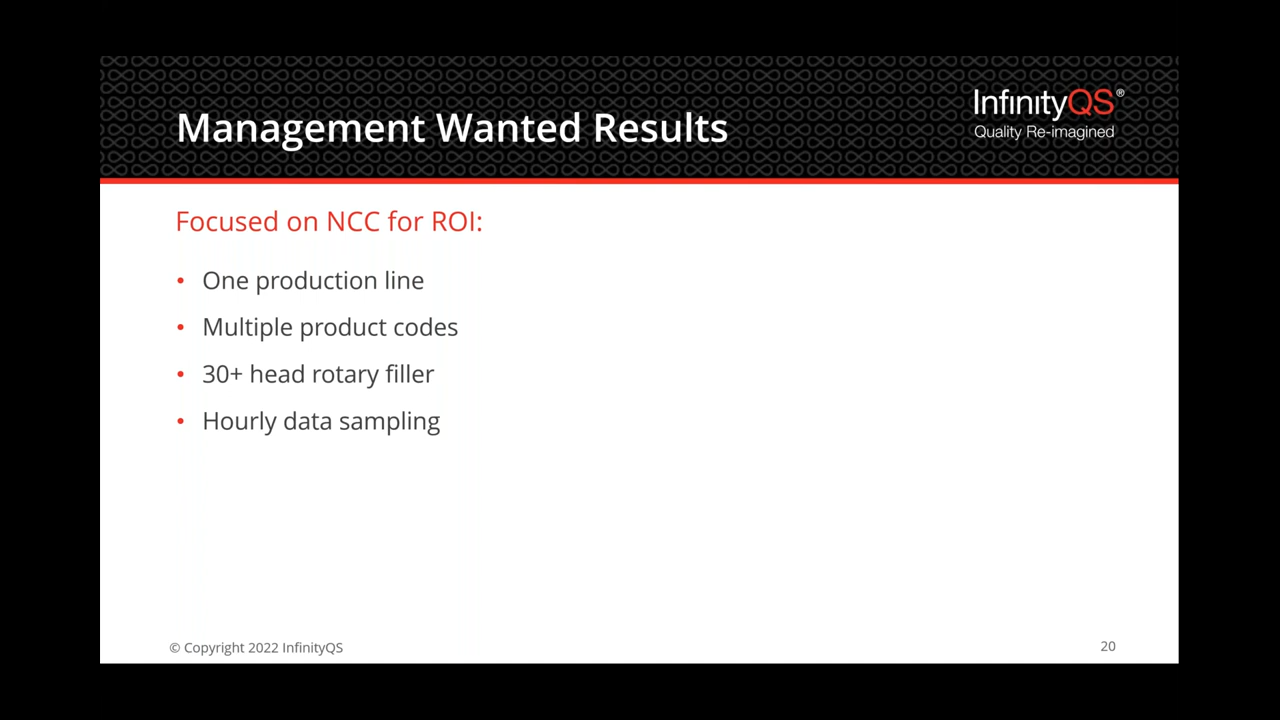 Management Wanted Results
InfinityQS®
Quality Re-imagined
Focused on NCC for ROI:
• One production line
• Multiple product codes
• 30+ head rotary filler
• Hourly data sampling
© Copyright 2022 InfinityQS
20